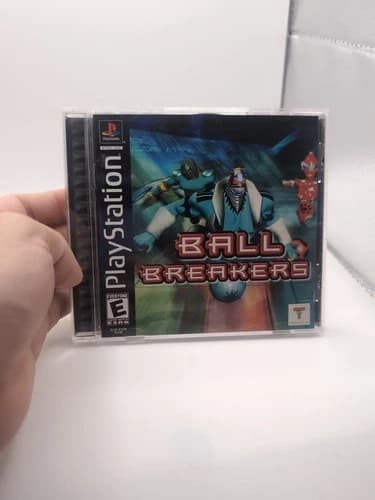 PlayStation
BALL
BREAKERS
EVERYONE
E
ESRB
T